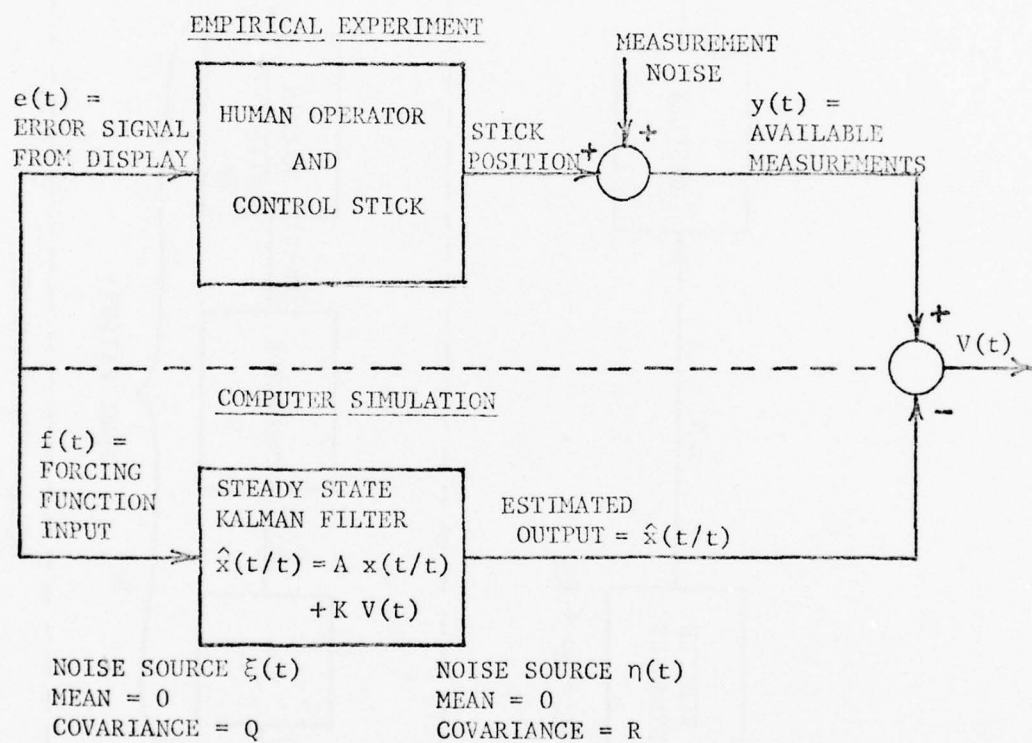 EMPIRICAL EXPERIMENT
MEASUREMENT
NOISE
e(t) =
ERROR SIGNAL
FROM DISPLAY
HUMAN OPERATOR
AND
CONTROL STICK
STICK
POSITION
+
+
y(t) =
AVAILABLE
MEASUREMENTS
+
V(t)
-
COMPUTER SIMULATION
f(t) =
FORCING
FUNCTION
INPUT
STEADY STATE
KALMAN FILTER
x̂(t/t) = A x(t/t)
+ K V(t)
ESTIMATED
OUTPUT = x̂(t/t)
NOISE SOURCE ξ(t)
MEAN = 0
COVARIANCE = Q
NOISE SOURCE η(t)
MEAN = 0
COVARIANCE = R